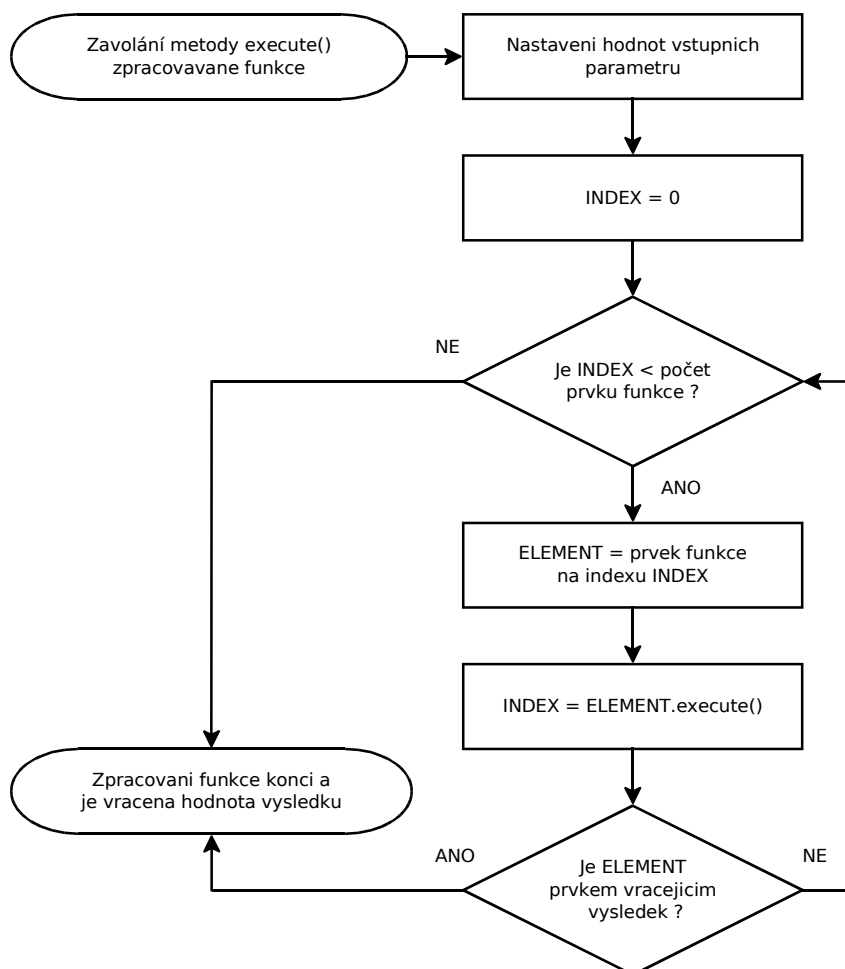 Zavolání metody execute()
zpracovavane funkce
Nastaveni hodnot vstupnich
parametru
INDEX = 0
NE
Je INDEX < počet
prvku funkce ?
ANO
ELEMENT = prvek funkce
na indexu INDEX
INDEX = ELEMENT.execute()
Zpracovani funkce konci a
je vracena hodnota vysledku
ANO
Je ELEMENT
prvkem vracejicim
vysledek ?
NE